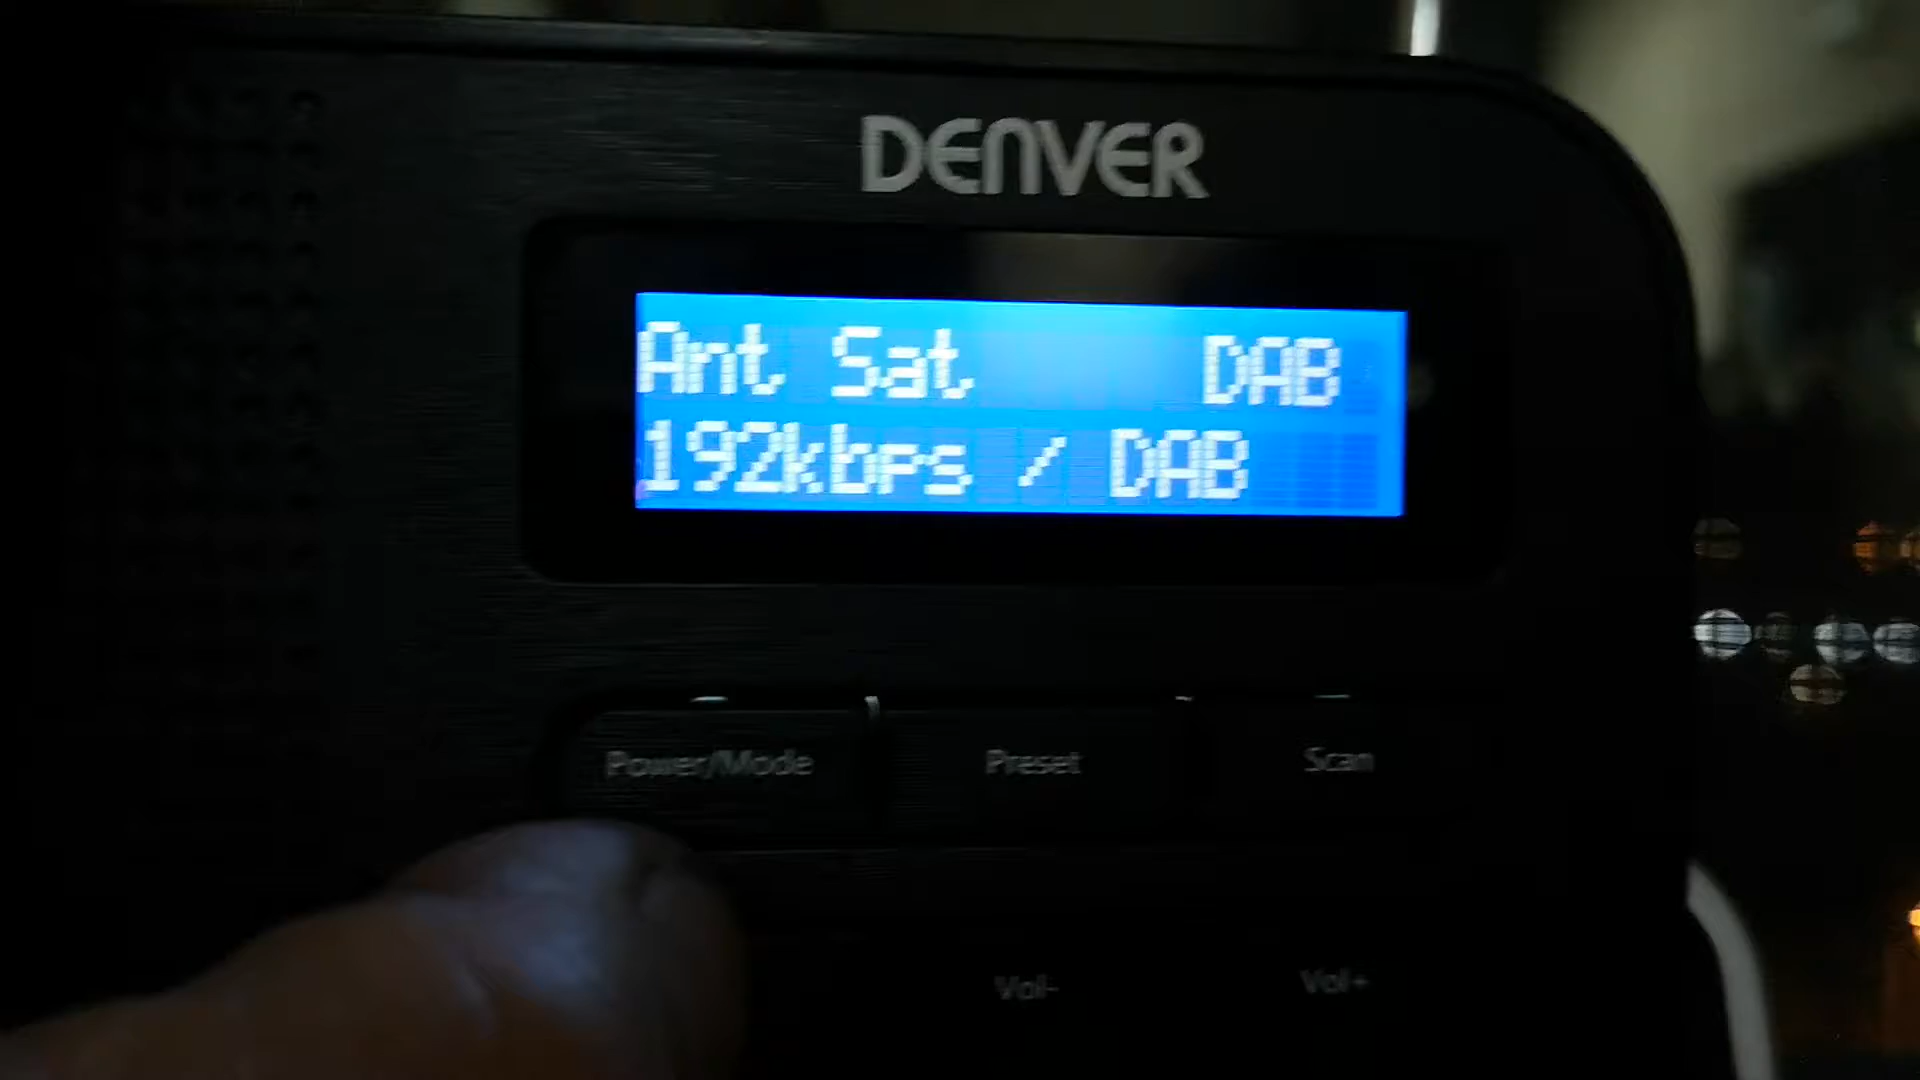 DENVER
Ant Sat DAB
192kbps / DAB
Power/Mode Preset Scan
Vol- Vol+